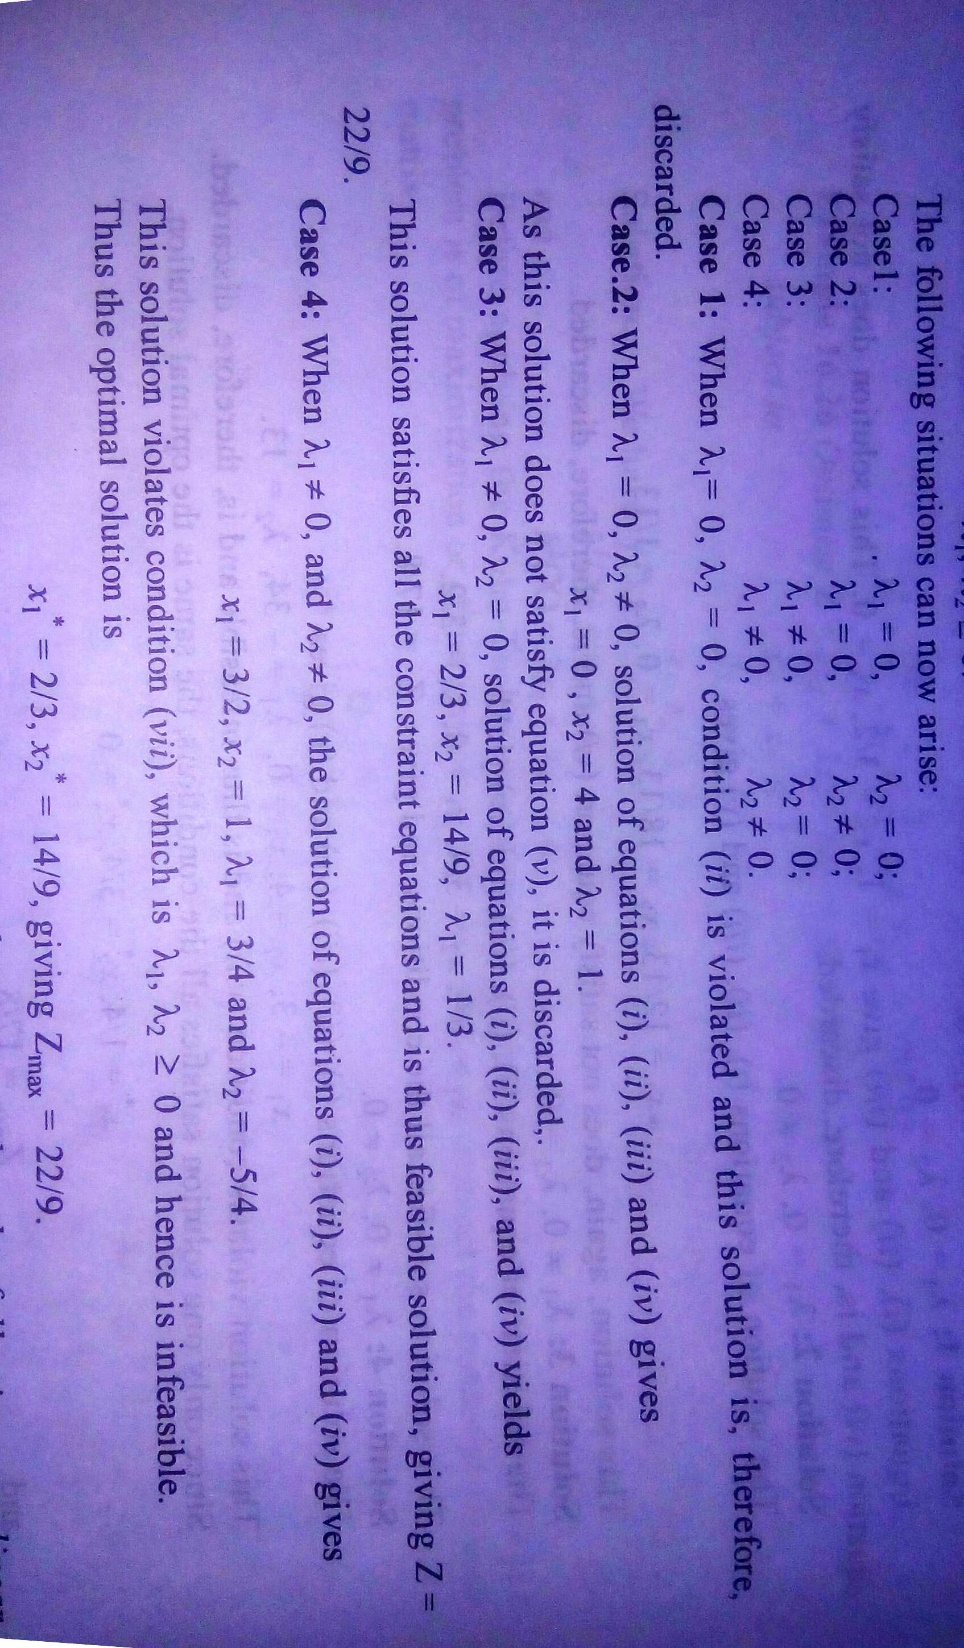 The following situations can now arise:
Case1: λ₁ = 0, λ₂ = 0;
Case 2: λ₁ = 0, λ₂ ≠ 0;
Case 3: λ₁ ≠ 0, λ₂ = 0;
Case 4: λ₁ ≠ 0, λ₂ ≠ 0.
Case 1: When λ₁ = 0, λ₂ = 0, condition (ii) is violated and this solution is, therefore,
discarded.
Case.2: When λ₁ = 0, λ₂ ≠ 0, solution of equations (i), (ii), (iii) and (iv) gives
x₁ = 0 , x₂ = 4 and λ₂ = 1.
As this solution does not satisfy equation (v), it is discarded,.
Case 3: When λ₁ ≠ 0, λ₂ = 0, solution of equations (i), (ii), (iii), and (iv) yields
x₁ = 2/3, x₂ = 14/9, λ₁ = 1/3.
This solution satisfies all the constraint equations and is thus feasible solution, giving Z =
22/9.
Case 4: When λ₁ ≠ 0, and λ₂ ≠ 0, the solution of equations (i), (ii), (iii) and (iv) gives
x₁ = 3/2, x₂ = 1, λ₁ = 3/4 and λ₂ = –5/4.
This solution violates condition (vii), which is λ₁, λ₂ ≥ 0 and hence is infeasible.
Thus the optimal solution is
x₁* = 2/3, x₂* = 14/9, giving Zmax = 22/9.